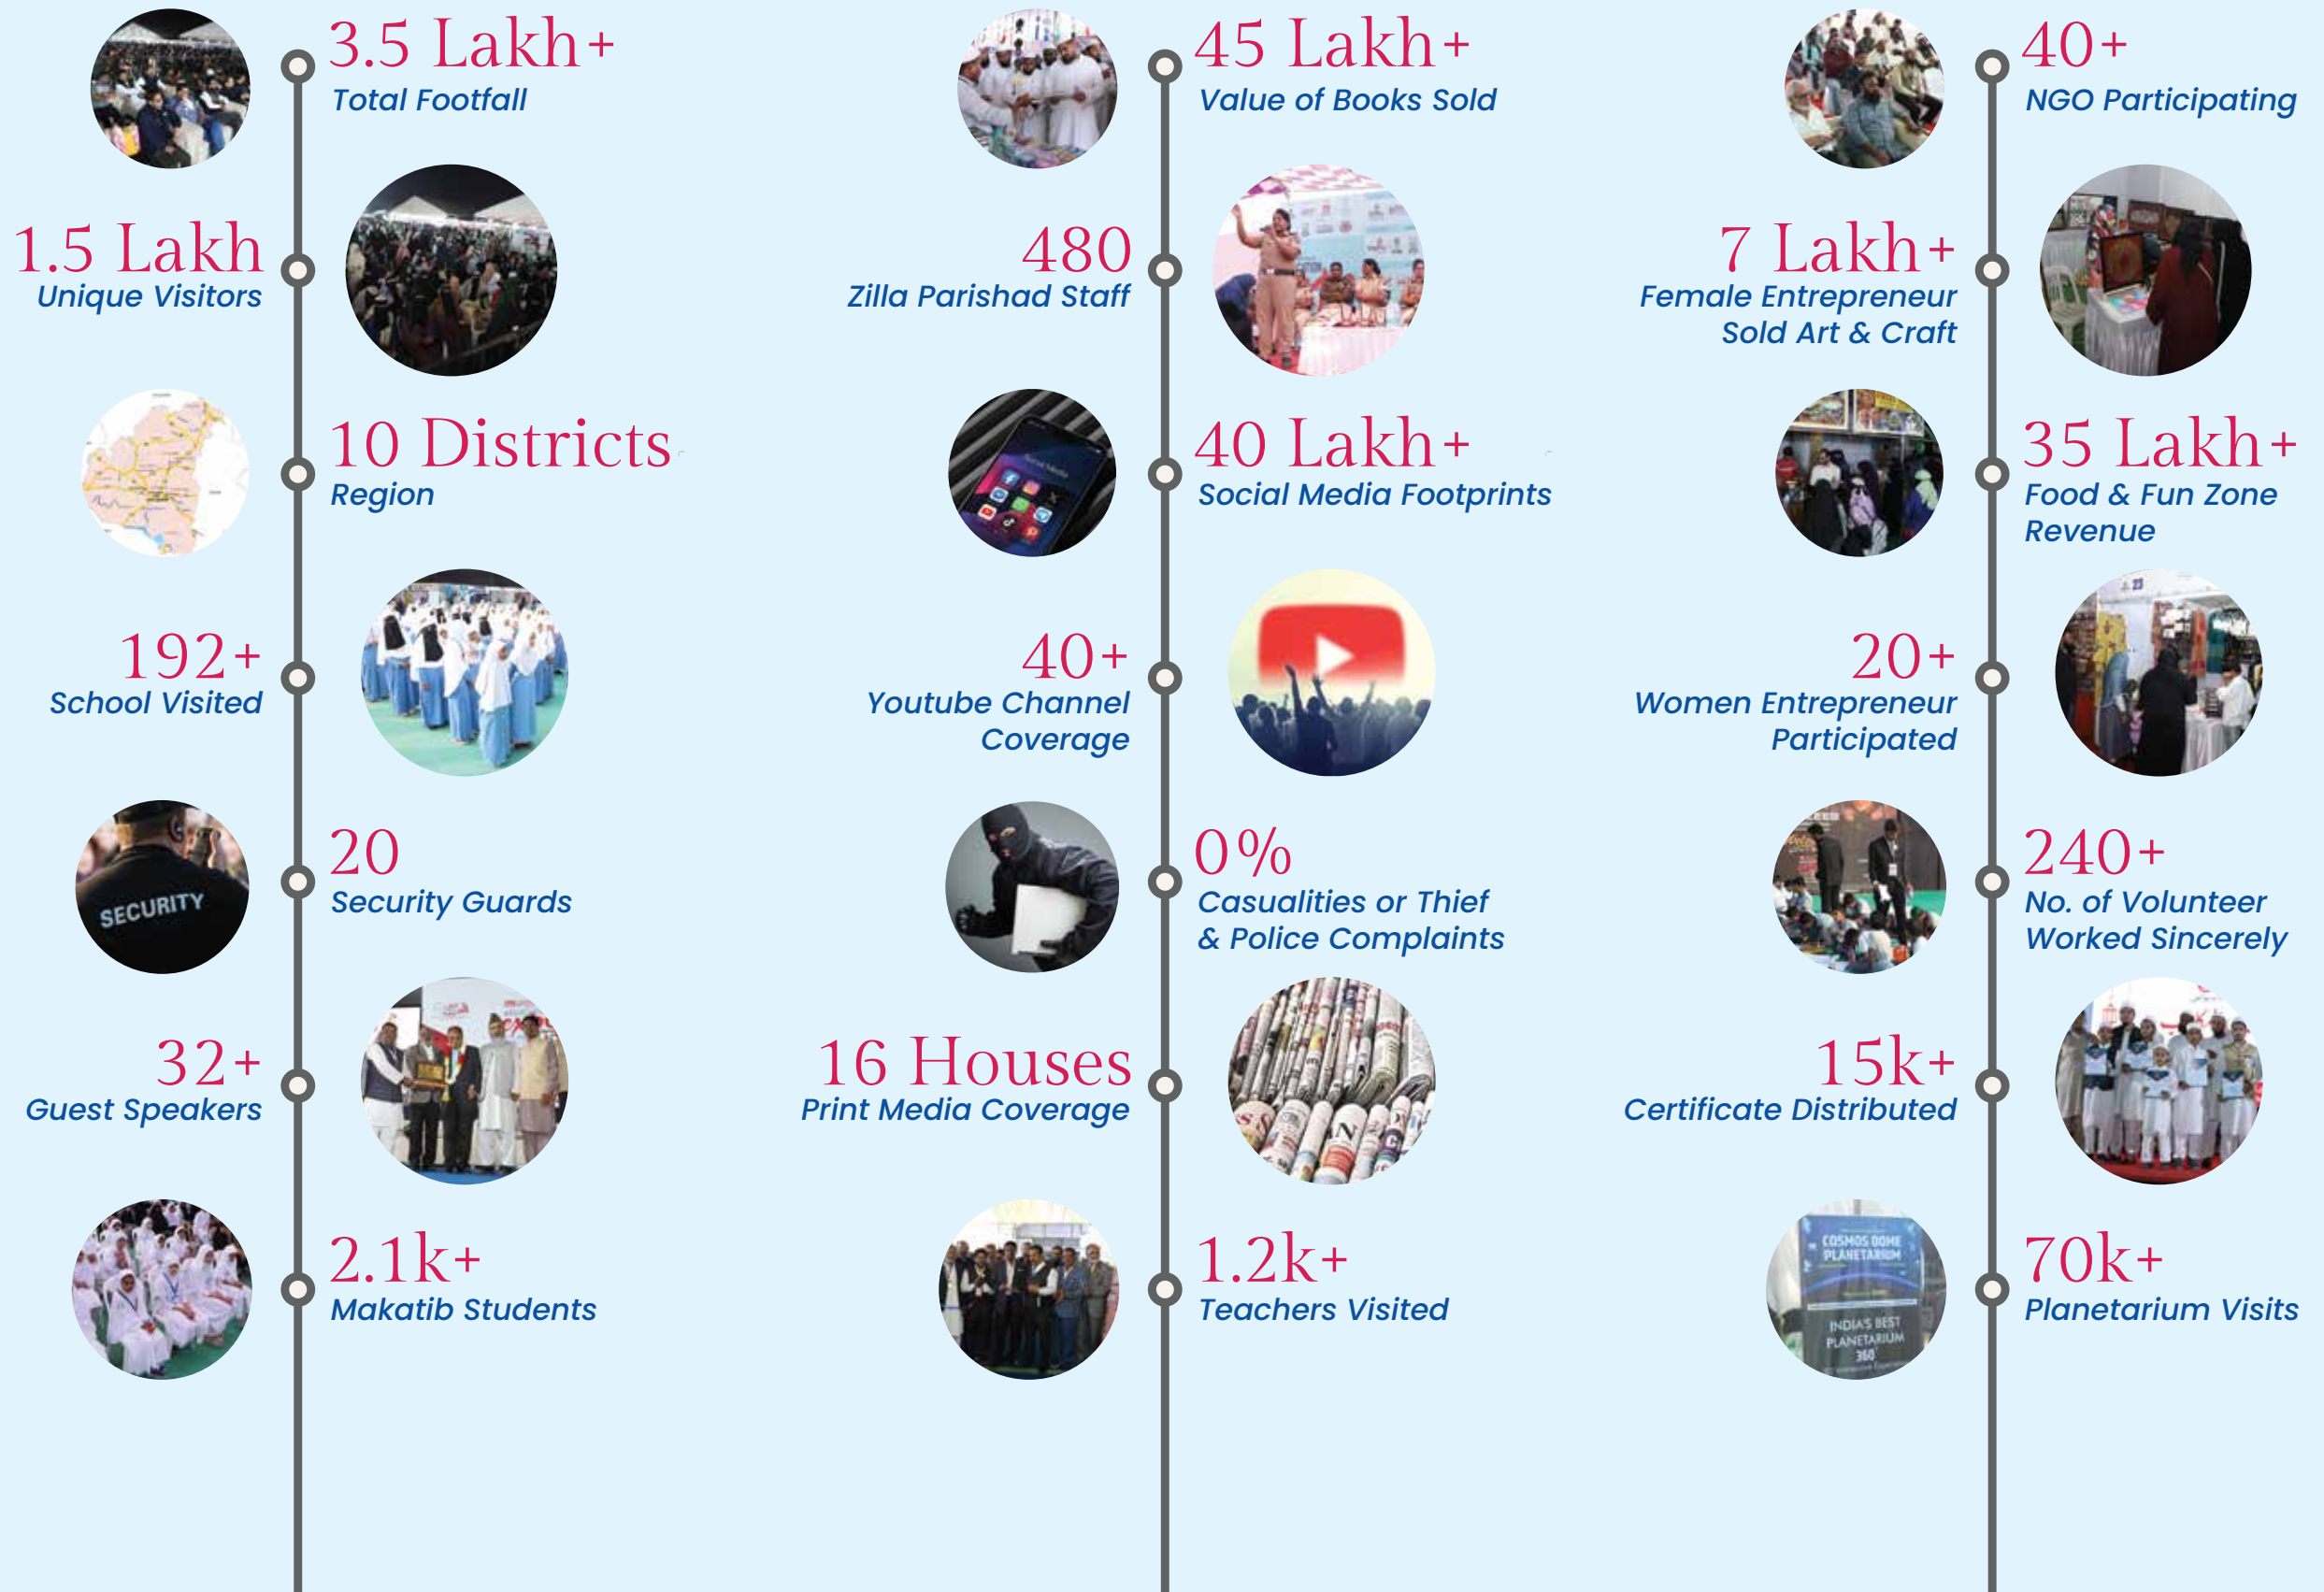 3.5 Lakh+
Total Footfall
1.5 Lakh
Unique Visitors
10 Districts
Region
192+
School Visited
SECURITY
20
Security Guards
32+
Guest Speakers
2.1k+
Makatib Students
45 Lakh+
Value of Books Sold
480
Zilla Parishad Staff
40 Lakh+
Social Media Footprints
40+
Youtube Channel
Coverage
0%
Casualities or Thief
& Police Complaints
16 Houses
Print Media Coverage
1.2k+
Teachers Visited
40+
NGO Participating
7 Lakh+
Female Entrepreneur
Sold Art & Craft
35 Lakh+
Food & Fun Zone
Revenue
23
20+
Women Entrepreneur
Participated
240+
No. of Volunteer
Worked Sincerely
15k+
Certificate Distributed
COSMOS DOME
PLANETARIUM
INDIA'S BEST
PLANETARIUM
360°
70k+
Planetarium Visits